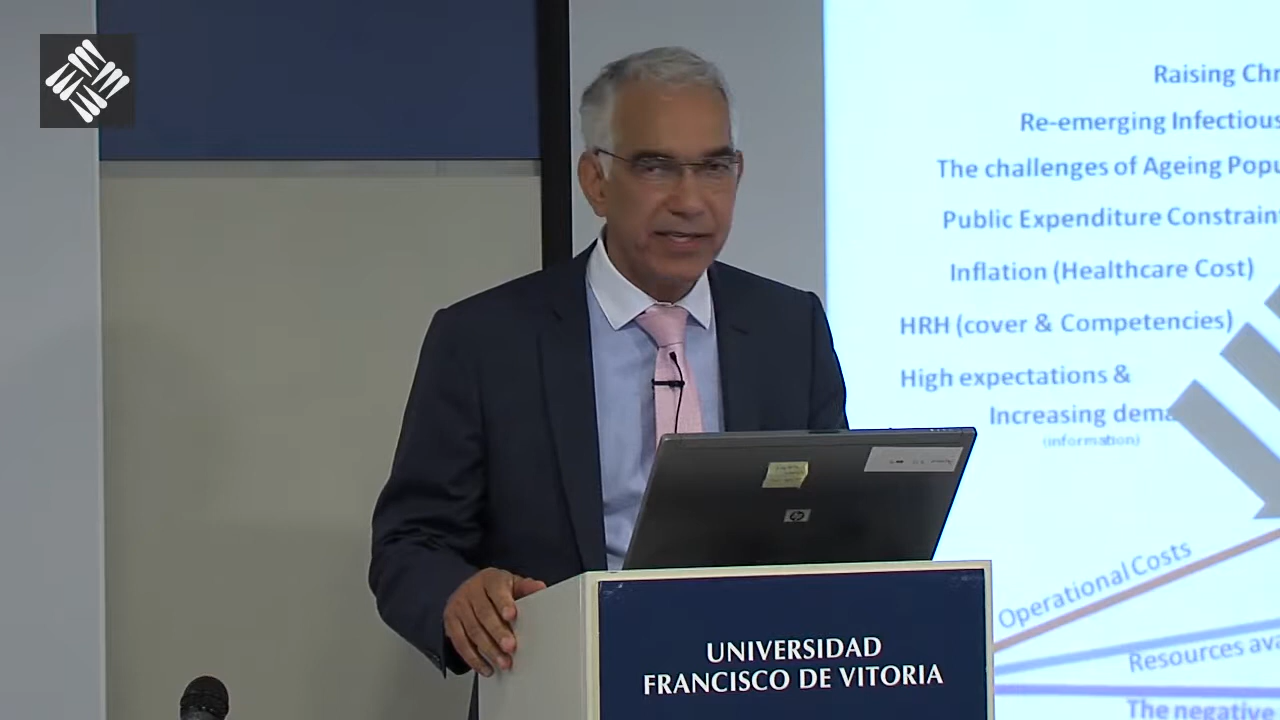 Raising Chr
Re-emerging Infectious
The challenges of Ageing Popu
Public Expenditure Constrain
Inflation (Healthcare Cost)
HRH (cover & Competencies)
High expectations &
Increasing dema
(information)
Operational Costs
Resources ava
The negative
hp
UNIVERSIDAD
FRANCISCO DE VITORIA